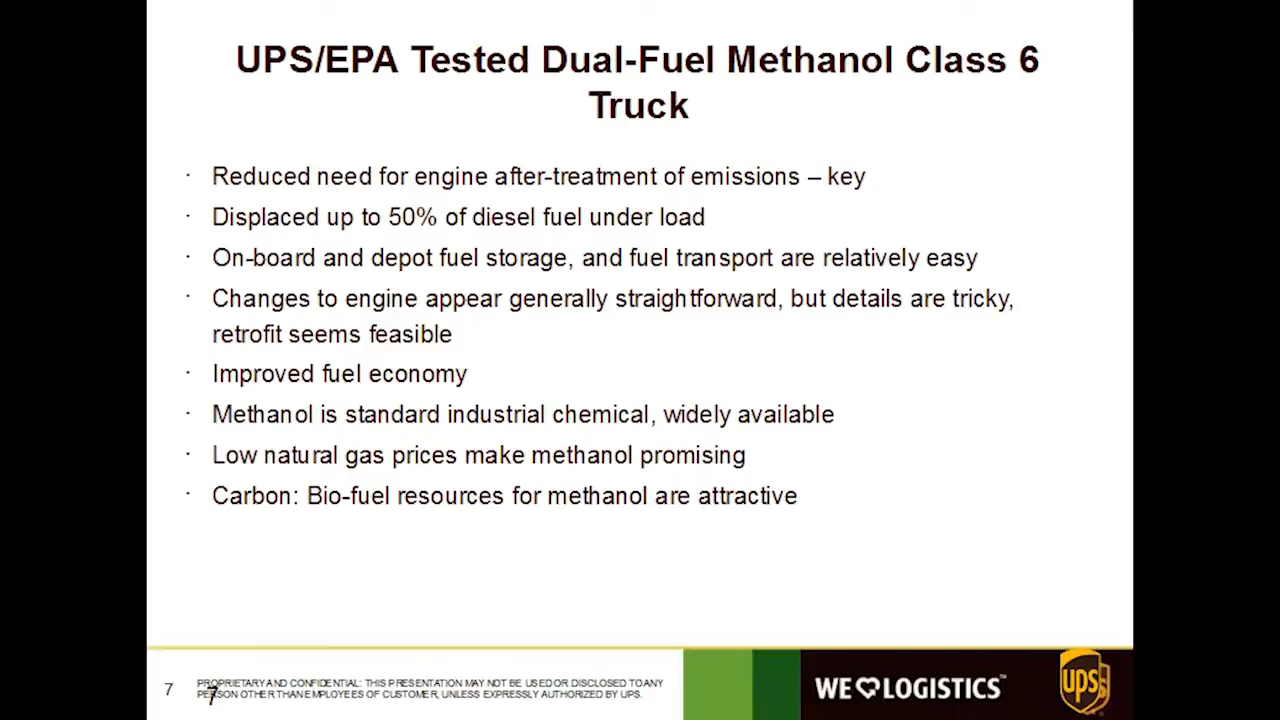 UPS/EPA Tested Dual-Fuel Methanol Class 6
Truck
· Reduced need for engine after-treatment of emissions – key
· Displaced up to 50% of diesel fuel under load
· On-board and depot fuel storage, and fuel transport are relatively easy
· Changes to engine appear generally straightforward, but details are tricky,
retrofit seems feasible
· Improved fuel economy
· Methanol is standard industrial chemical, widely available
· Low natural gas prices make methanol promising
· Carbon: Bio-fuel resources for methanol are attractive
7
7
PROPRIETARY AND CONFIDENTIAL: THIS PRESENTATION MAY NOT BE USED OR DISCLOSED TO ANY
PERSON OTHER THAN EMPLOYEES OF CUSTOMER, UNLESS EXPRESSLY AUTHORIZED BY UPS.
WE LOGISTICS™
ups